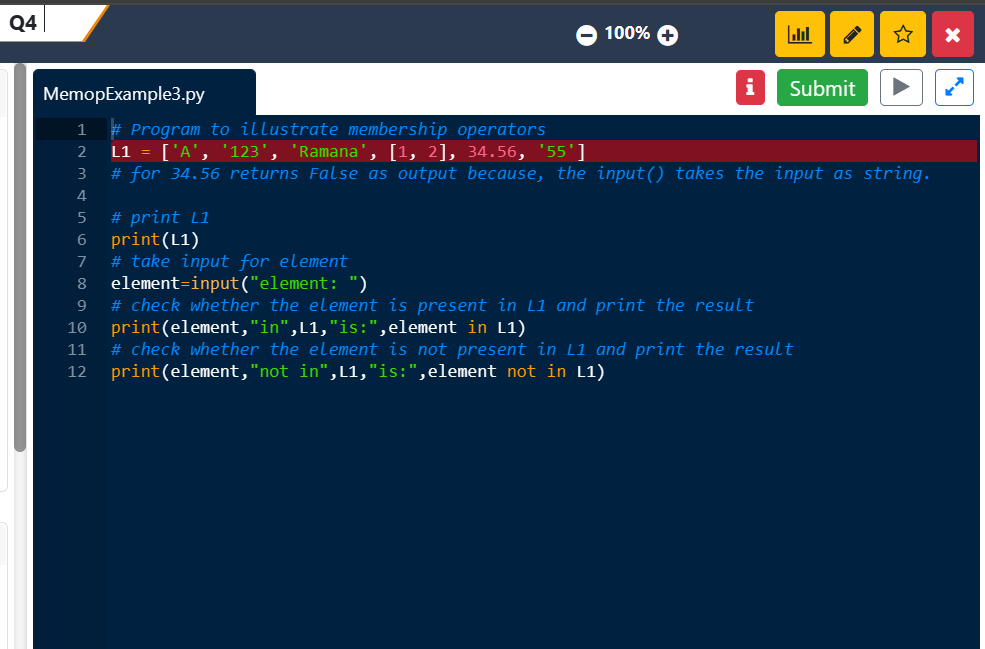 Q4
100%
MemopExample3.py
Submit
1 # Program to illustrate membership operators
2 L1 = ['A', '123', 'Ramana', [1, 2], 34.56, '55']
3 # for 34.56 returns False as output because, the input() takes the input as string.
4
5 # print L1
6 print(L1)
7 # take input for element
8 element=input("element: ")
9 # check whether the element is present in L1 and print the result
10 print(element,"in",L1,"is:",element in L1)
11 # check whether the element is not present in L1 and print the result
12 print(element,"not in",L1,"is:",element not in L1)